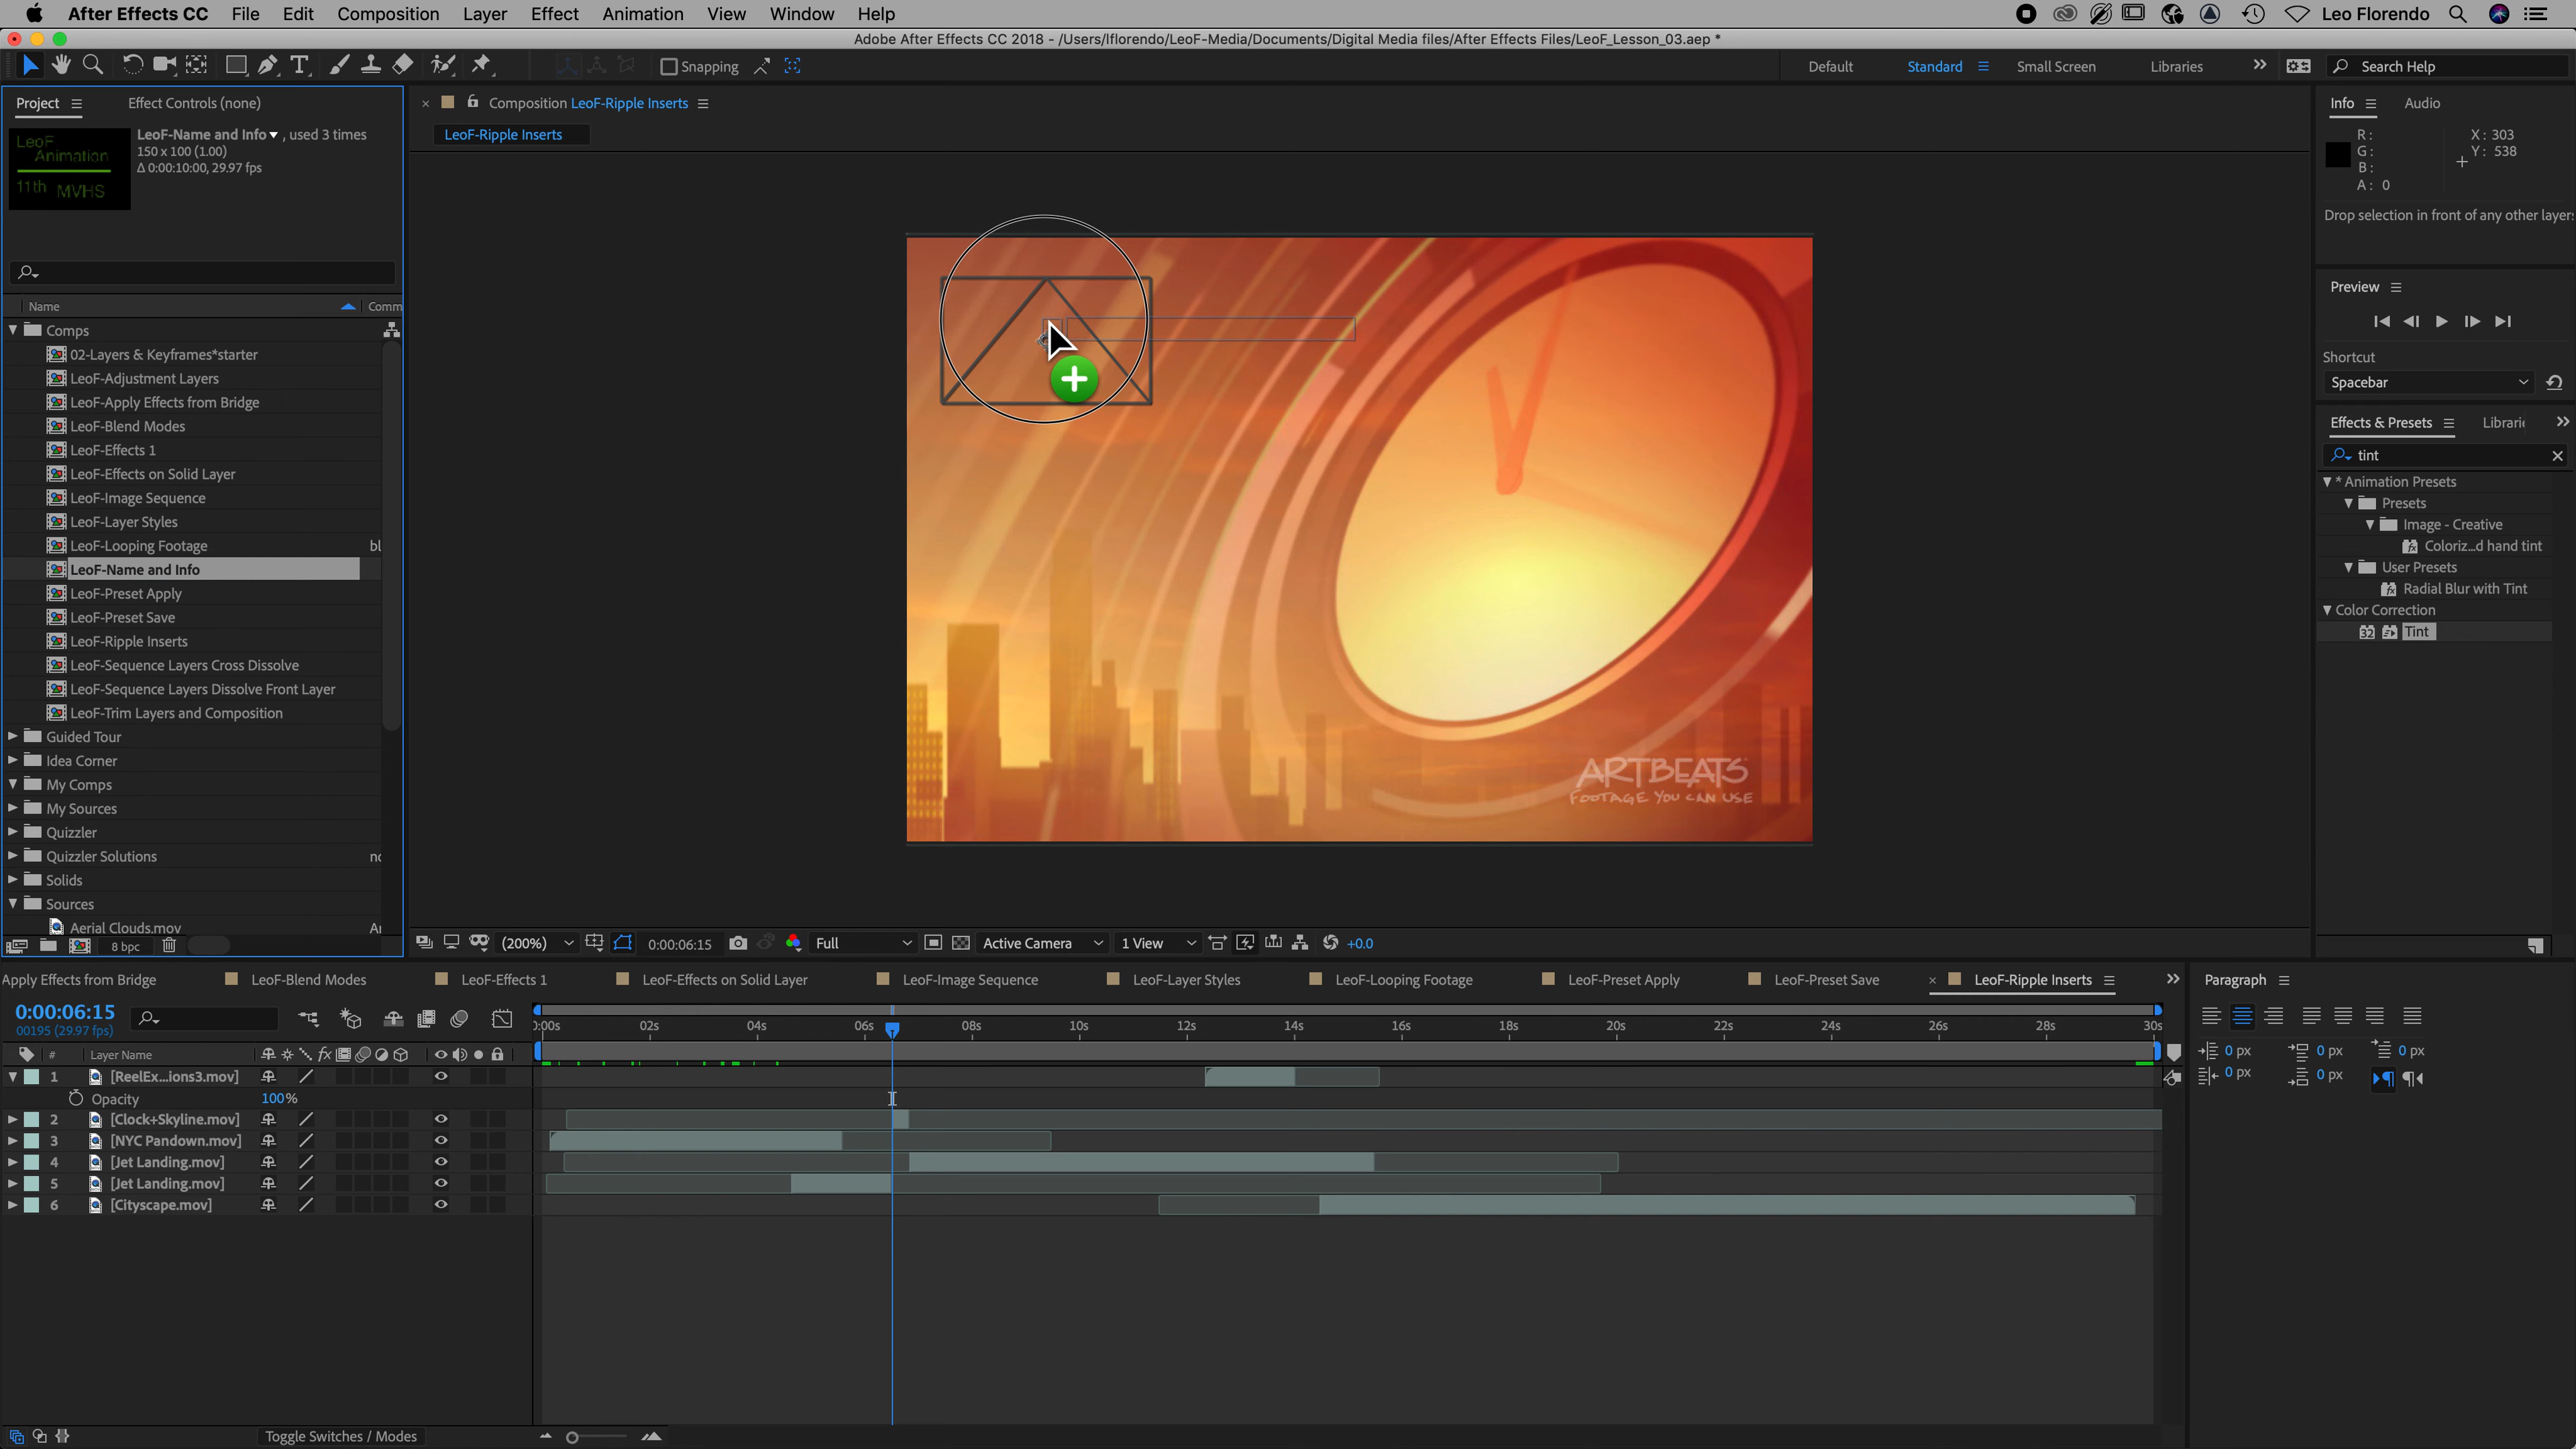 After Effects CC File Edit Composition Layer Effect Animation View Window Help Leo Florendo
Adobe After Effects CC 2018 - /Users/lflorendo/LeoF-Media/Documents/Digital Media files/After Effects Files/LeoF_Lesson_03.aep *
Snapping Default Standard Small Screen Libraries Search Help
Project Effect Controls (none)
LeoF-Name and Info , used 3 times
150 x 100 (1.00)
Δ 0:00:10:00, 29.97 fps
LeoF
Animation
11th MVHS
Name Comm
Comps
02-Layers & Keyframes*starter
LeoF-Adjustment Layers
LeoF-Apply Effects from Bridge
LeoF-Blend Modes
LeoF-Effects 1
LeoF-Effects on Solid Layer
LeoF-Image Sequence
LeoF-Layer Styles
LeoF-Looping Footage bl
LeoF-Name and Info
LeoF-Preset Apply
LeoF-Preset Save
LeoF-Ripple Inserts
LeoF-Sequence Layers Cross Dissolve
LeoF-Sequence Layers Dissolve Front Layer
LeoF-Trim Layers and Composition
Guided Tour
Idea Corner
My Comps
My Sources
Quizzler
Quizzler Solutions no
Solids
Sources
Aerial Clouds.mov Ar
8 bpc
Composition LeoF-Ripple Inserts
LeoF-Ripple Inserts
ARTBEATS
FOOTAGE YOU CAN USE
(200%) 0:00:06:15 Full Active Camera 1 View +0.0
Info Audio
R: X: 303
G: Y: 538
B:
A: 0
Drop selection in front of any other layer
Preview
Shortcut
Spacebar
Effects & Presets Librari
tint
* Animation Presets
Presets
Image - Creative
Coloriz...d hand tint
User Presets
Radial Blur with Tint
Color Correction
32 Tint
Apply Effects from Bridge LeoF-Blend Modes LeoF-Effects 1 LeoF-Effects on Solid Layer LeoF-Image Sequence LeoF-Layer Styles LeoF-Looping Footage LeoF-Preset Apply LeoF-Preset Save LeoF-Ripple Inserts
0:00:06:15
00195 (29.97 fps)
0:00s 02s 04s 06s 08s 10s 12s 14s 16s 18s 20s 22s 24s 26s 28s 30s
# Layer Name
1 [ReelEx...ions3.mov]
Opacity 100%
2 [Clock+Skyline.mov]
3 [NYC Pandown.mov]
4 [Jet Landing.mov]
5 [Jet Landing.mov]
6 [Cityscape.mov]
Toggle Switches / Modes
Paragraph
0 px 0 px 0 px
0 px 0 px